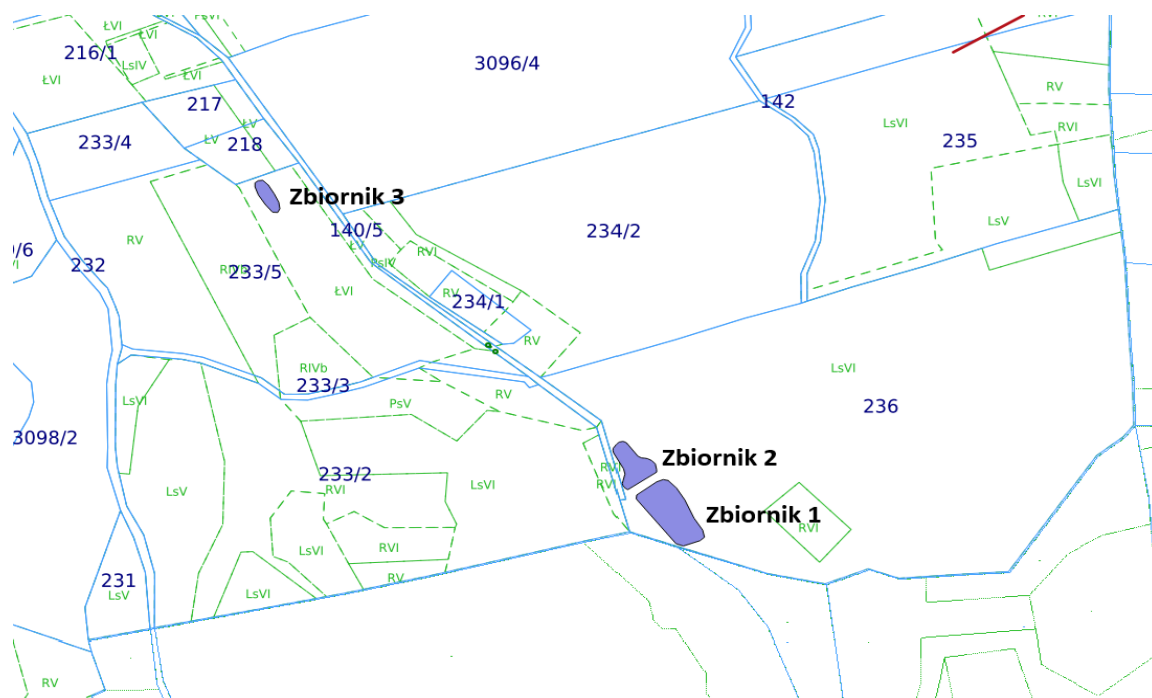 ŁVI
PsVI
RVI
ŁVI
216/1
LsIV
ŁVI
ŁVI
3096/4
RV
217
142
ŁV
LsVI
RVI
233/4
ŁV
218
235
LsVI
Zbiornik 3
LsV
RV
140/5
234/2
ŁV
RVI
232
233/5
PsIV
ŁVI
RV
234/1
RV
RIVb
LsVI
233/3
RV
LsVI
PsV
236
3098/2
Zbiornik 2
233/2
RVI
LsV
RVI
LsVI
RVI
Zbiornik 1
RVI
LsVI
RVI
231
RV
LsV
LsVI
RV